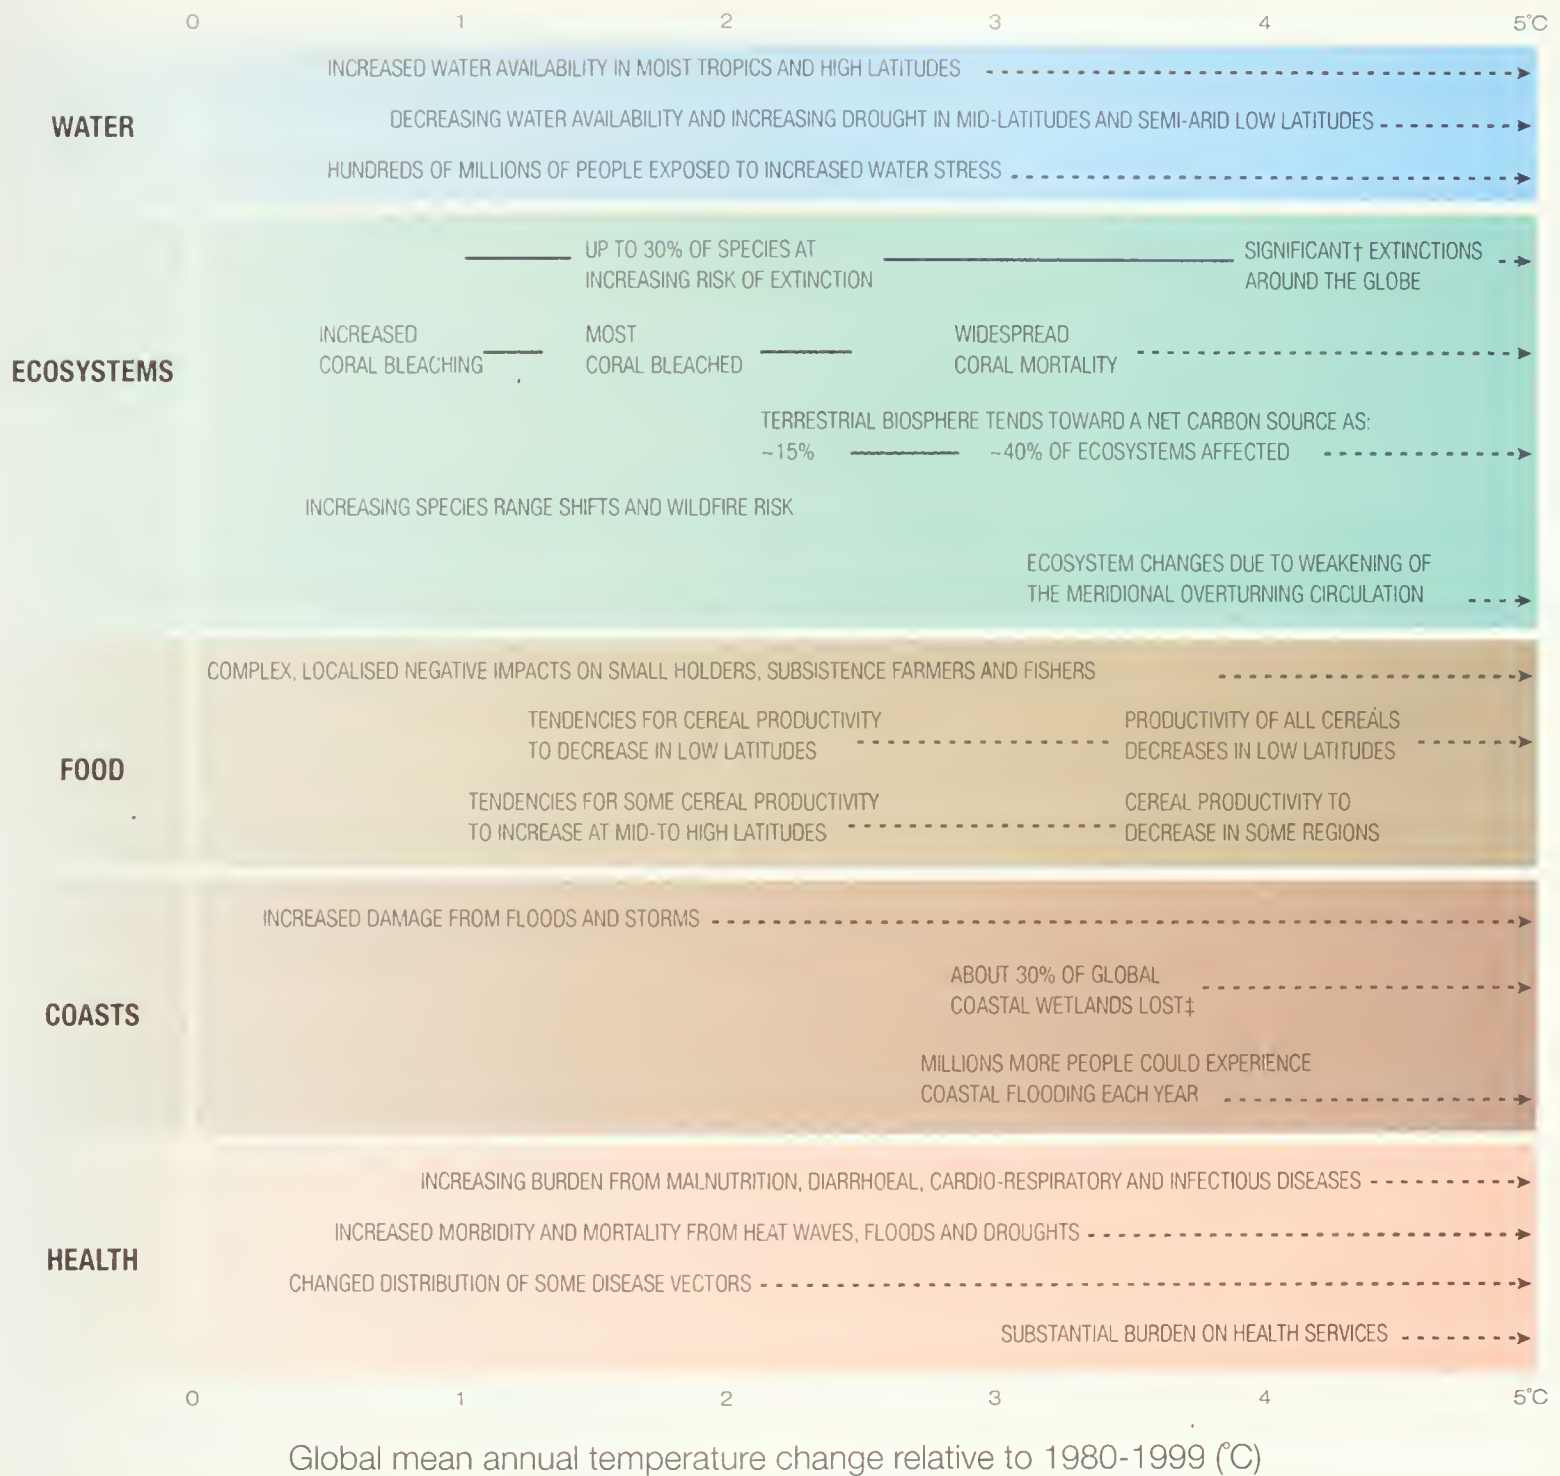 0 1 2 3 4 5°C
WATER
INCREASED WATER AVAILABILITY IN MOIST TROPICS AND HIGH LATITUDES
DECREASING WATER AVAILABILITY AND INCREASING DROUGHT IN MID-LATITUDES AND SEMI-ARID LOW LATITUDES
HUNDREDS OF MILLIONS OF PEOPLE EXPOSED TO INCREASED WATER STRESS
ECOSYSTEMS
UP TO 30% OF SPECIES AT
INCREASING RISK OF EXTINCTION
SIGNIFICANT† EXTINCTIONS
AROUND THE GLOBE
INCREASED
CORAL BLEACHING
MOST
CORAL BLEACHED
WIDESPREAD
CORAL MORTALITY
TERRESTRIAL BIOSPHERE TENDS TOWARD A NET CARBON SOURCE AS:
~15% ~40% OF ECOSYSTEMS AFFECTED
INCREASING SPECIES RANGE SHIFTS AND WILDFIRE RISK
ECOSYSTEM CHANGES DUE TO WEAKENING OF
THE MERIDIONAL OVERTURNING CIRCULATION
FOOD
COMPLEX, LOCALISED NEGATIVE IMPACTS ON SMALL HOLDERS, SUBSISTENCE FARMERS AND FISHERS
TENDENCIES FOR CEREAL PRODUCTIVITY
TO DECREASE IN LOW LATITUDES
PRODUCTIVITY OF ALL CEREALS
DECREASES IN LOW LATITUDES
TENDENCIES FOR SOME CEREAL PRODUCTIVITY
TO INCREASE AT MID-TO HIGH LATITUDES
CEREAL PRODUCTIVITY TO
DECREASE IN SOME REGIONS
COASTS
INCREASED DAMAGE FROM FLOODS AND STORMS
ABOUT 30% OF GLOBAL
COASTAL WETLANDS LOST‡
MILLIONS MORE PEOPLE COULD EXPERIENCE
COASTAL FLOODING EACH YEAR
HEALTH
INCREASING BURDEN FROM MALNUTRITION, DIARRHOEAL, CARDIO-RESPIRATORY AND INFECTIOUS DISEASES
INCREASED MORBIDITY AND MORTALITY FROM HEAT WAVES, FLOODS AND DROUGHTS
CHANGED DISTRIBUTION OF SOME DISEASE VECTORS
SUBSTANTIAL BURDEN ON HEALTH SERVICES
0 1 2 3 4 5°C
Global mean annual temperature change relative to 1980-1999 (°C)